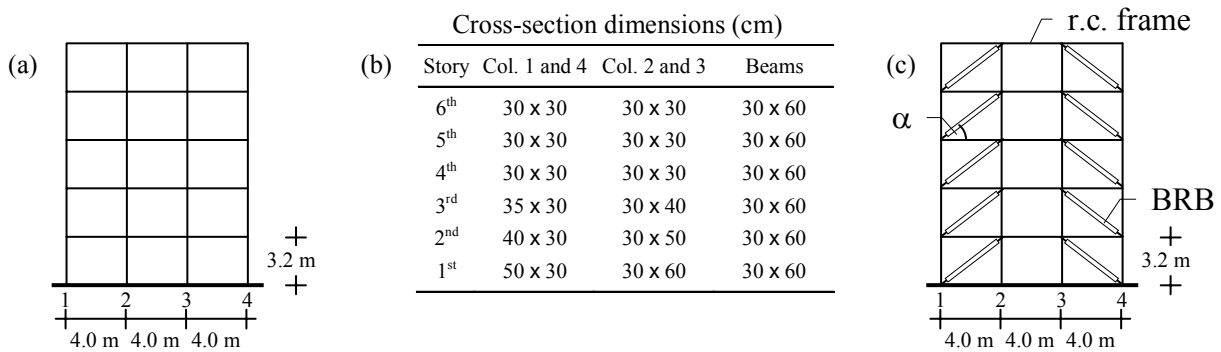 (a)
1 2 3 4
4.0 m 4.0 m 4.0 m
3.2 m
(b)
Cross-section dimensions (cm)
Story Col. 1 and 4 Col. 2 and 3 Beams
6th 30 x 30 30 x 30 30 x 60
5th 30 x 30 30 x 30 30 x 60
4th 30 x 30 30 x 30 30 x 60
3rd 35 x 30 30 x 40 30 x 60
2nd 40 x 30 30 x 50 30 x 60
1st 50 x 30 30 x 60 30 x 60
(c)
r.c. frame
α
BRB
3.2 m
1 2 3 4
4.0 m 4.0 m 4.0 m